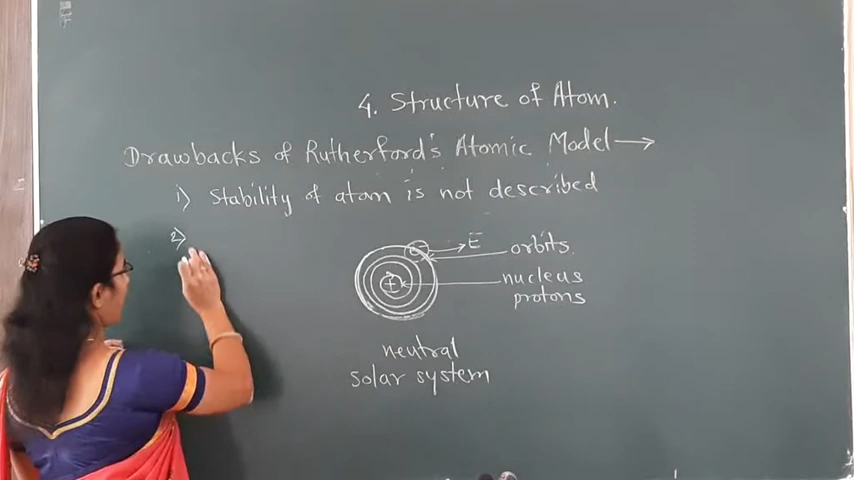 4. Structure of Atom.
Drawbacks of Rutherford's Atomic Model →
1) Stability of atom is not described
2)
Ē
orbits.
+
nucleus
protons
neutral
solar system